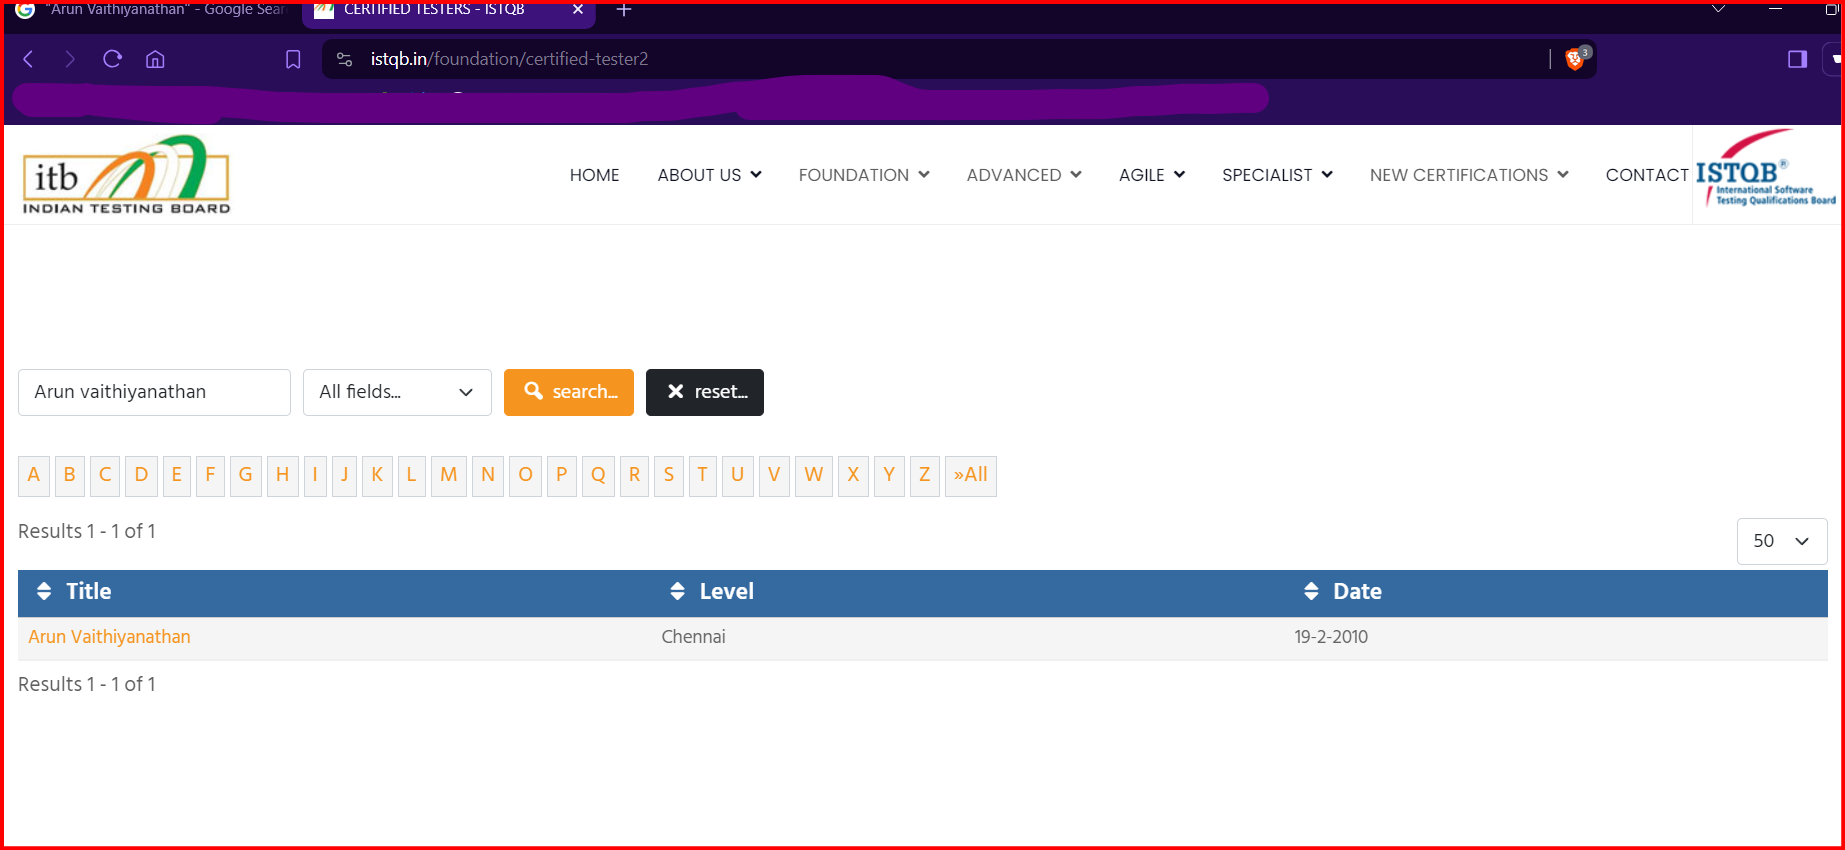 "Arun Vaithiyanathan" - Google Sear
CERTIFIED TESTERS - ISTQB
istqb.in/foundation/certified-tester2
3
itb
INDIAN TESTING BOARD
HOME ABOUT US FOUNDATION ADVANCED AGILE SPECIALIST NEW CERTIFICATIONS CONTACT
ISTQB®
International Software
Testing Qualifications Board
Arun vaithiyanathan All fields... search... reset...
A B C D E F G H I J K L M N O P Q R S T U V W X Y Z »All
Results 1 - 1 of 1
50
Title Level Date
Arun Vaithiyanathan Chennai 19-2-2010
Results 1 - 1 of 1